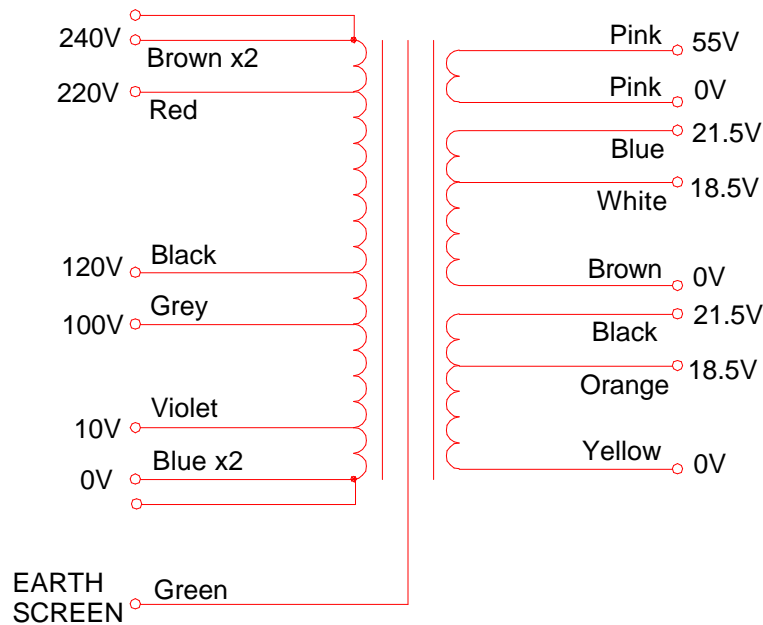 240V
Brown x2
220V
Red
120V
Black
100V
Grey
10V
Violet
0V
Blue x2
EARTH
SCREEN
Green
Pink
55V
Pink
0V
21.5V
Blue
18.5V
White
Brown
0V
21.5V
Black
18.5V
Orange
Yellow
0V